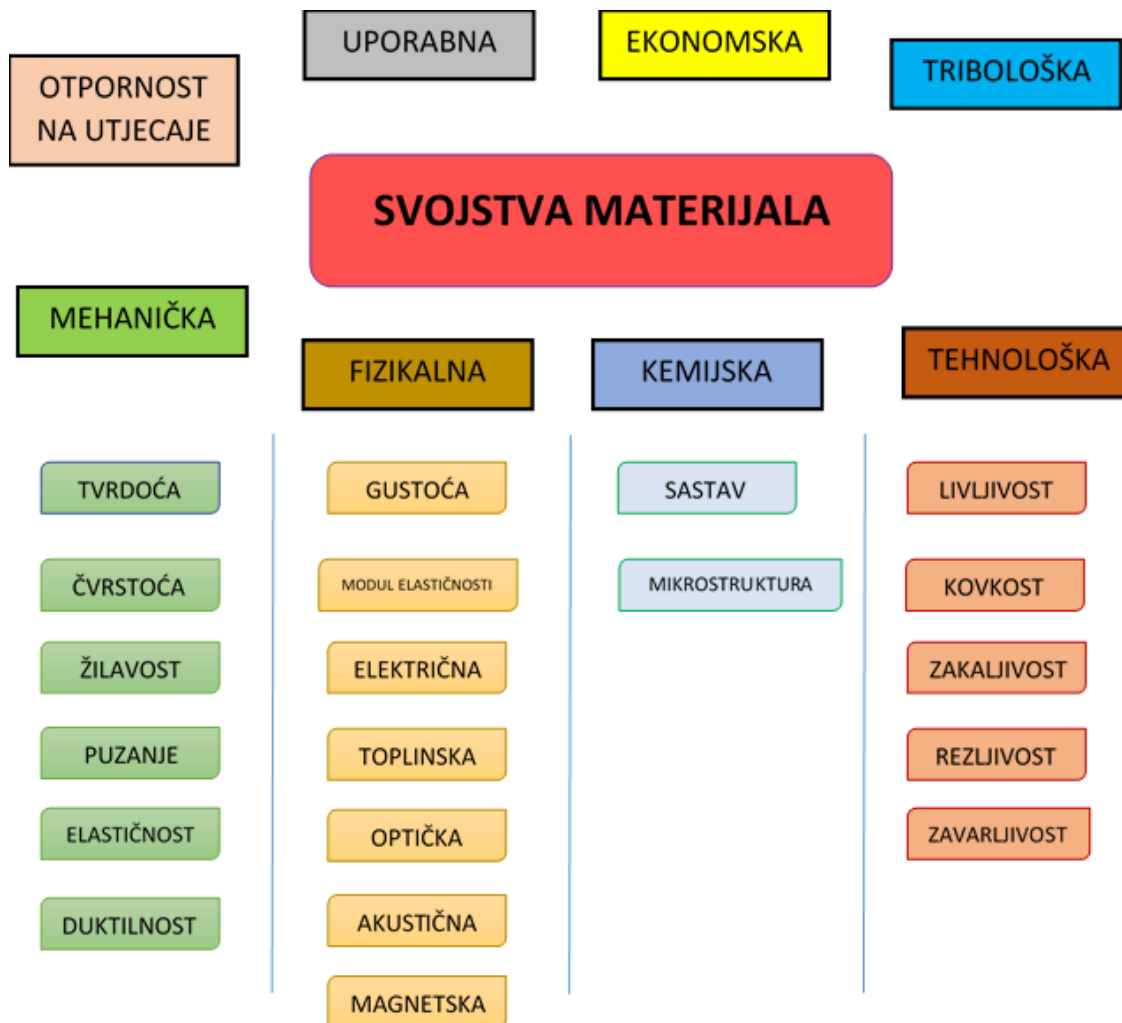 OTPORNOST
NA UTJECAJE
UPORABNA
EKONOMSKA
TRIBOLOŠKA
SVOJSTVA MATERIJALA
MEHANIČKA
FIZIKALNA
KEMIJSKA
TEHNOLOŠKA
TVRDOĆA
ČVRSTOĆA
ŽILAVOST
PUZANJE
ELASTIČNOST
DUKTILNOST
GUSTOĆA
MODUL ELASTIČNOSTI
ELEKTRIČNA
TOPLINSKA
OPTIČKA
AKUSTIČNA
MAGNETSKA
SASTAV
MIKROSTRUKTURA
LIVLJIVOST
KOVKOST
ZAKALJIVOST
REZLJIVOST
ZAVARLJIVOST